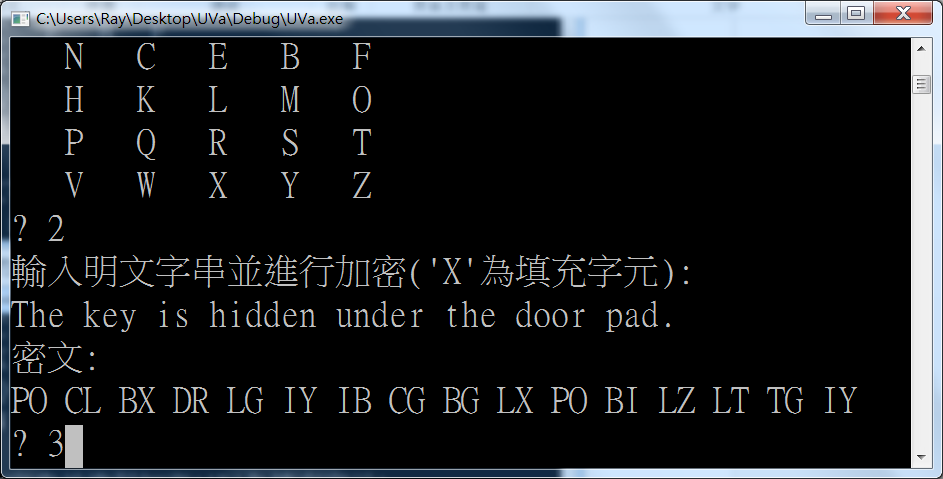 C:\Users\Ray\Desktop\UVa\Debug\UVa.exe
N C E B F
H K L M O
P Q R S T
V W X Y Z
? 2
輸入明文字串並進行加密('X'為填充字元):
The key is hidden under the door pad.
密文:
PO CL BX DR LG IY IB CG BG LX PO BI LZ LT TG IY
? 3